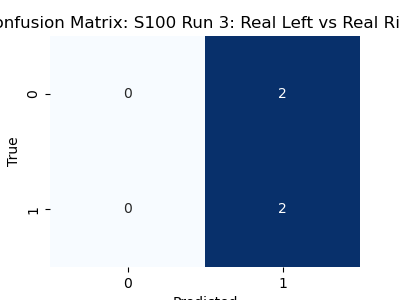 onfusion Matrix: S100 Run 3: Real Left vs Real Ri
0 0 2
True
1 0 2
0 1
Predicted